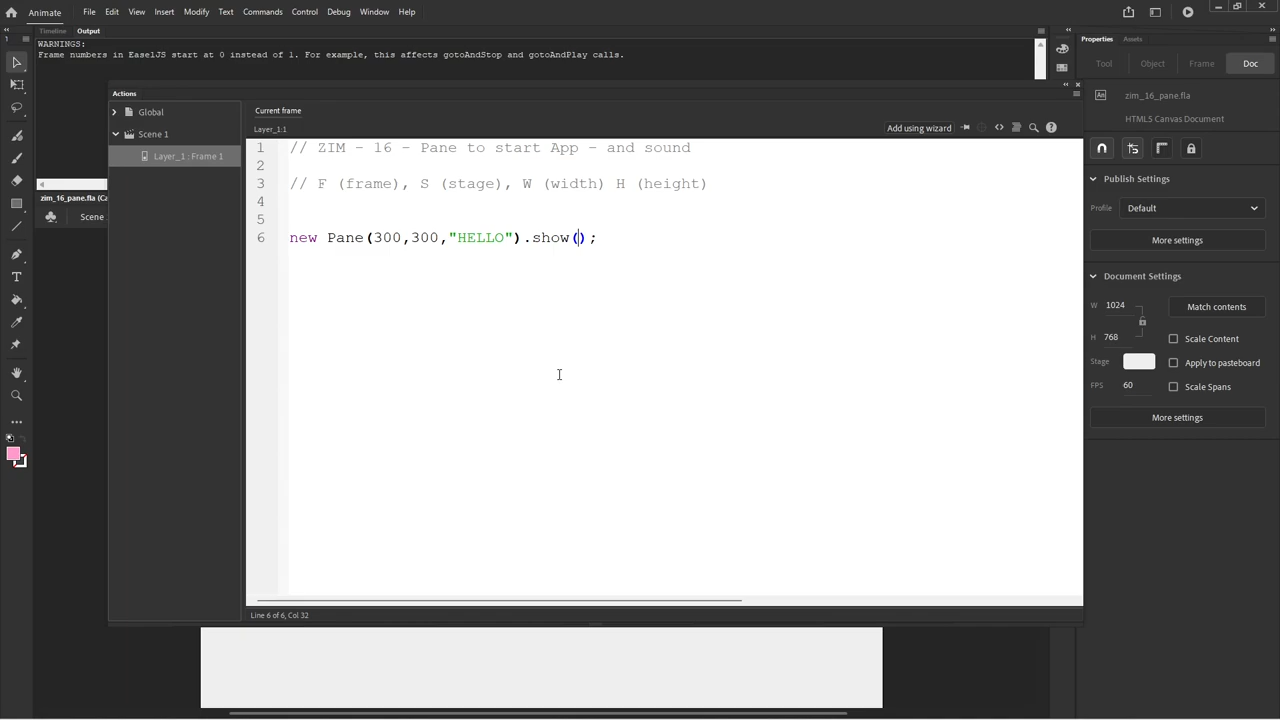 Animate
File Edit View Insert Modify Text Commands Control Debug Window Help
Timeline Output
WARNINGS:
Frame numbers in EaselJS start at 0 instead of 1. For example, this affects gotoAndStop and gotoAndPlay calls.
Properties Assets
Tool Object Frame Doc
An zim_16_pane.fla
HTML5 Canvas Document
Publish Settings
Profile Default
More settings
Document Settings
W 1024 Match contents
H 768 Scale Content
Stage Apply to pasteboard
FPS 60 Scale Spans
More settings
Actions
Global
Scene 1
Layer_1 : Frame 1
Current frame
Layer_1:1
Add using wizard
1 // ZIM - 16 - Pane to start App - and sound
2
3 // F (frame), S (stage), W (width) H (height)
4
5
6 new Pane(300,300,"HELLO").show();
Line 6 of 6, Col 32
zim_16_pane.fla (Ca
Scene